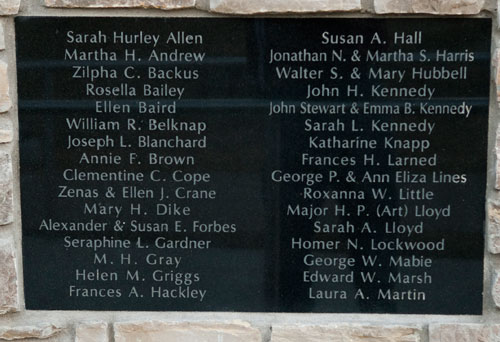 Sarah Hurley Allen
Martha H. Andrew
Zilpha C. Backus
Rosella Bailey
Ellen Baird
William R. Belknap
Joseph L. Blanchard
Annie F. Brown
Clementine C. Cope
Zenas & Ellen J. Crane
Mary H. Dike
Alexander & Susan E. Forbes
Seraphine L. Gardner
M. H. Gray
Helen M. Griggs
Frances A. Hackley
Susan A. Hall
Jonathan N. & Martha S. Harris
Walter S. & Mary Hubbell
John H. Kennedy
John Stewart & Emma B. Kennedy
Sarah L. Kennedy
Katharine Knapp
Frances H. Larned
George P. & Ann Eliza Lines
Roxanna W. Little
Major H. P. (Art) Lloyd
Sarah A. Lloyd
Homer N. Lockwood
George W. Mabie
Edward W. Marsh
Laura A. Martin